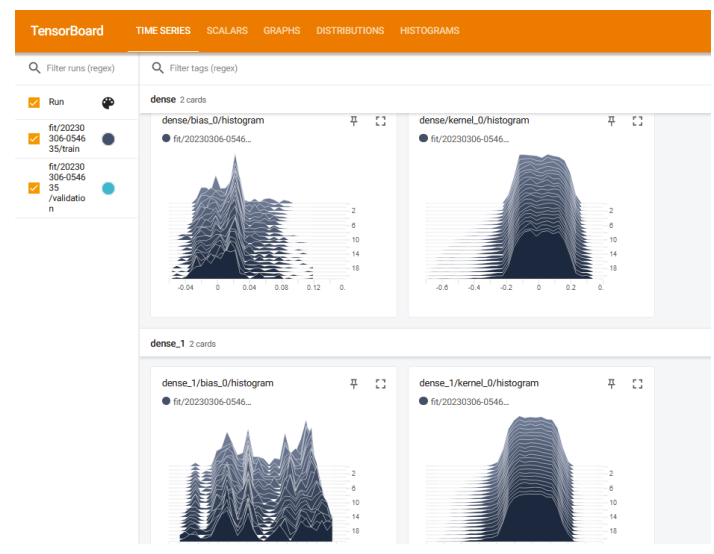 TensorBoard
TIME SERIES SCALARS GRAPHS DISTRIBUTIONS HISTOGRAMS
Filter runs (regex)
Filter tags (regex)
Run
fit/20230
306-0546
35/train
fit/20230
306-0546
35
/validatio
n
dense 2 cards
dense/bias_0/histogram
fit/20230306-0546...
2
6
10
14
18
-0.04 0 0.04 0.08 0.12 0.
dense/kernel_0/histogram
fit/20230306-0546...
2
6
10
14
18
-0.6 -0.4 -0.2 0 0.2 0.
dense_1 2 cards
dense_1/bias_0/histogram
fit/20230306-0546...
2
6
10
14
18
dense_1/kernel_0/histogram
fit/20230306-0546...
2
6
10
14
18